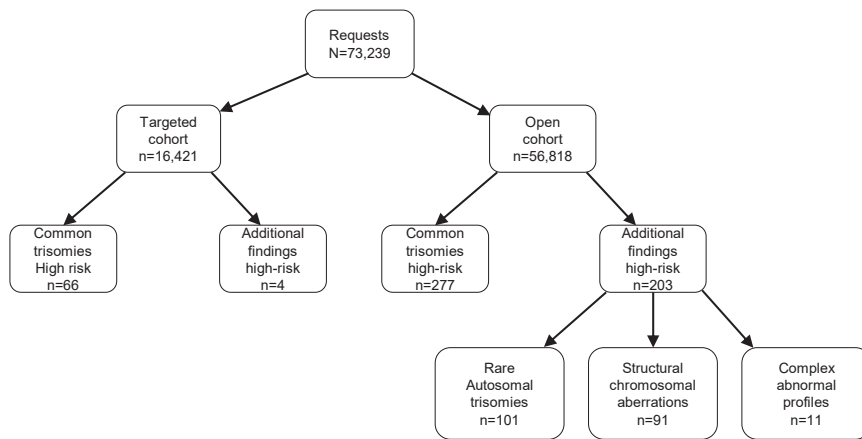 Requests
N=73,239
Targeted
cohort
n=16,421
Open
cohort
n=56,818
Common
trisomies
High risk
n=66
Additional
findings
high-risk
n=4
Common
trisomies
high-risk
n=277
Additional
findings
high-risk
n=203
Rare
Autosomal
trisomies
n=101
Structural
chromosomal
aberrations
n=91
Complex
abnormal
profiles
n=11